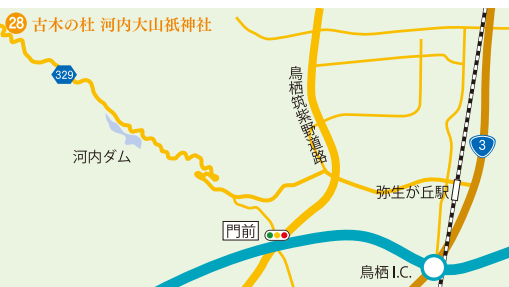 28 古木の杜 河内大山祇神社
329
鳥栖筑紫野道路
3
河内ダム
弥生が丘駅
門前
鳥栖I.C.